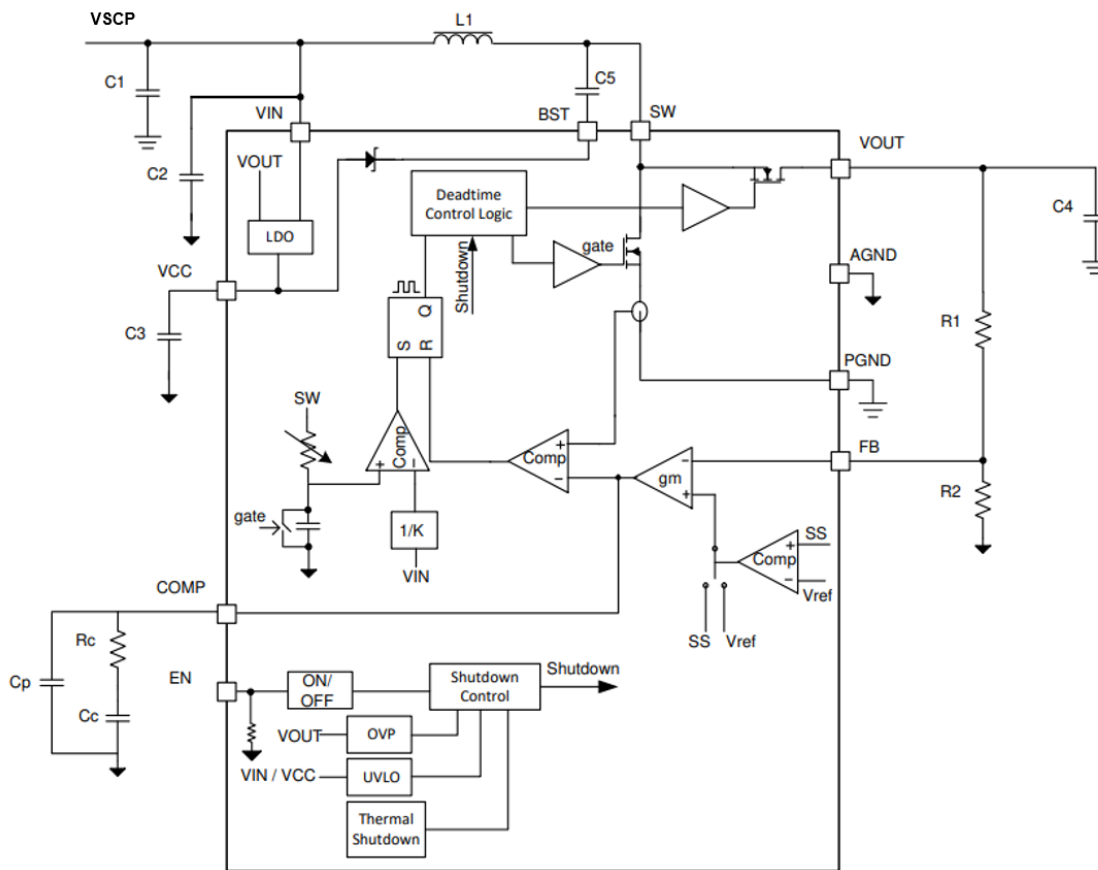 VSCP
L1
C1
C5
VIN
BST
SW
VOUT
VOUT
C2
Deadtime
Control Logic
C4
LDO
gate
AGND
VCC
Shutdown
C3
Q
R1
S
R
PGND
SW
Comp
Comp
FB
gm
R2
gate
1/K
SS
Comp
VIN
Vref
COMP
SS
Vref
Rc
EN
ON/
OFF
Shutdown
Control
Shutdown
Cp
Cc
VOUT
OVP
VIN / VCC
UVLO
Thermal
Shutdown